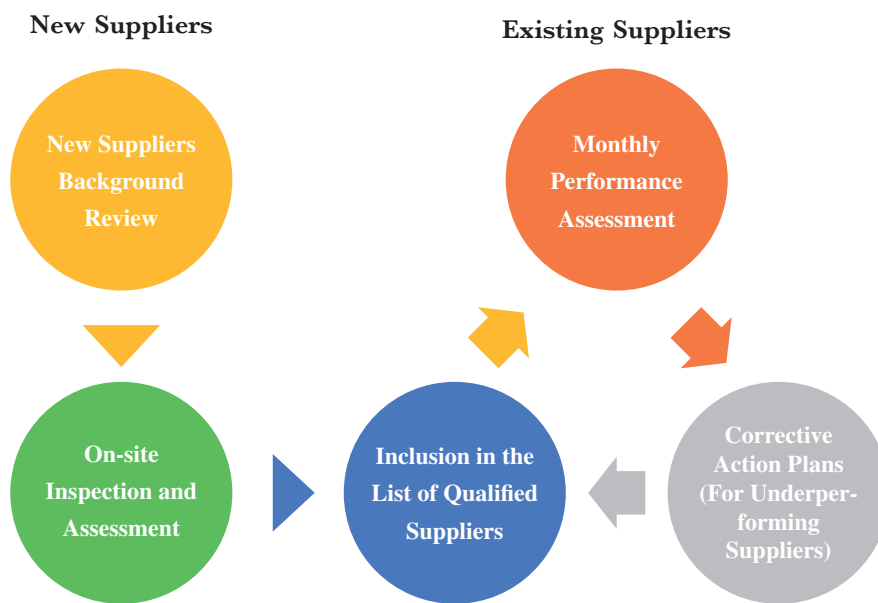 New Suppliers
Existing Suppliers
New Suppliers
Background
Review
Monthly
Performance
Assessment
On-site
Inspection and
Assessment
Inclusion in the
List of Qualified
Suppliers
Corrective
Action Plans
(For Underper-
forming
Suppliers)